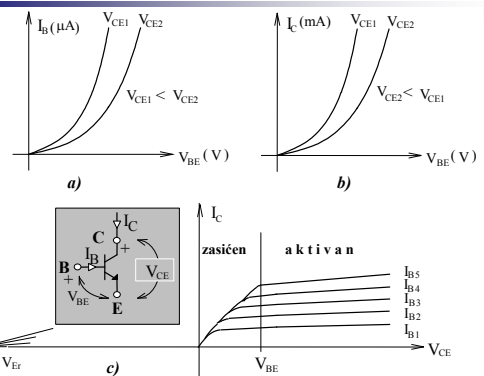 I_B (μA)
V_CE1 V_CE2
V_CE1 < V_CE2
V_BE (V)
a)
I_C (mA)
V_CE1 V_CE2
V_CE2 < V_CE1
V_BE (V)
b)
I_C
C
+
I_B
B
+
V_BE
V_CE
E
I_C
zasićen aktivan
I_B5
I_B4
I_B3
I_B2
I_B1
V_CE
V_Er
V_BE
c)